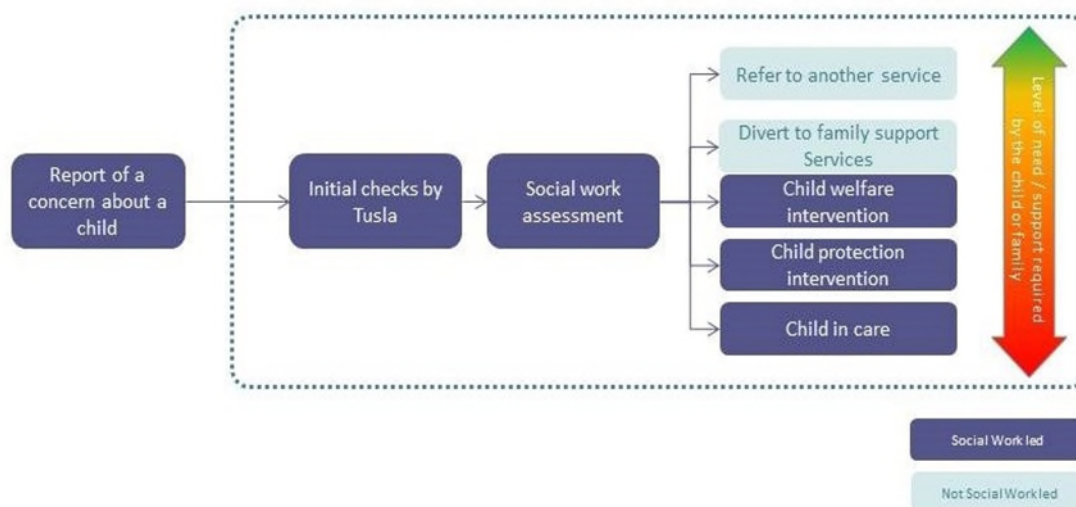 Report of a
concern about a
child
Initial checks by
Tusla
Social work
assessment
Refer to another service
Divert to family support
Services
Child welfare
intervention
Child protection
intervention
Child in care
Level of need / support required
by the child or family
Social Work led
Not Social Work led